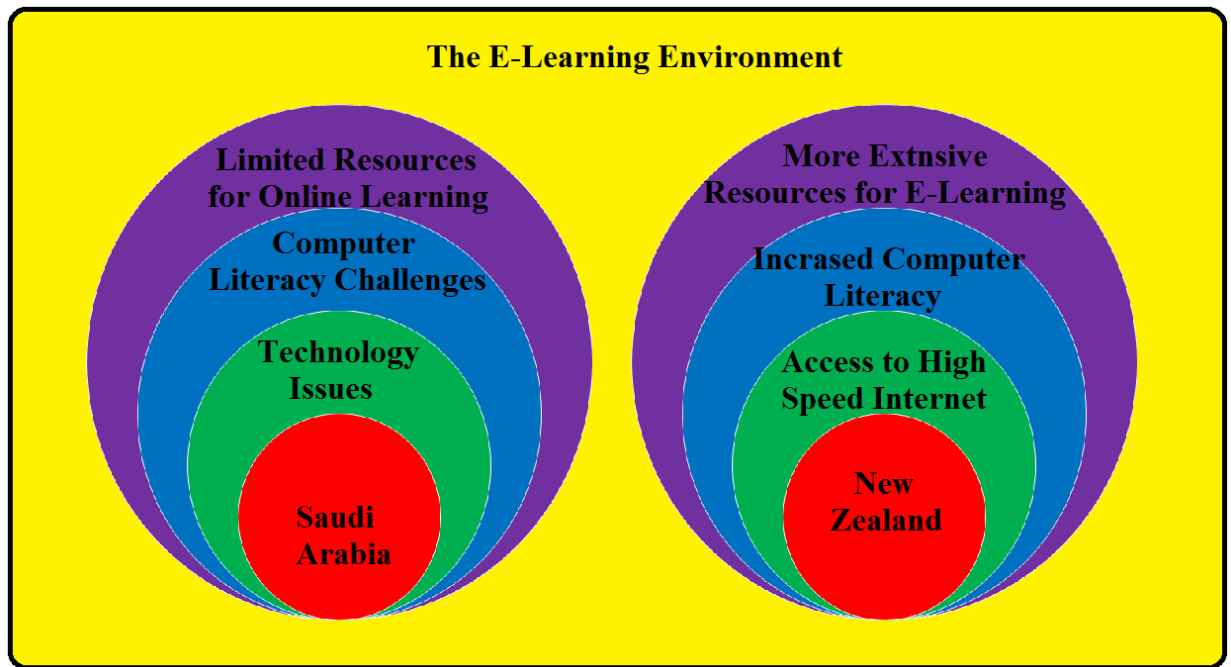 The E-Learning Environment
Limited Resources
for Online Learning
Computer
Literacy Challenges
Technology
Issues
Saudi
Arabia
More Extnsive
Resources for E-Learning
Incrased Computer
Literacy
Access to High
Speed Internet
New
Zealand